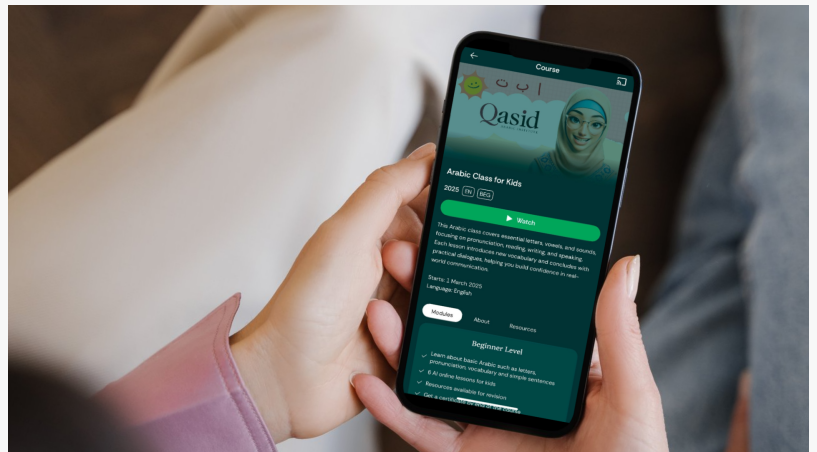 Course
ا ب ت
Qasid
Arabic Class for Kids
2025 EN BEG
Watch
This Arabic class covers essential letters, vowels, and sounds,
focusing on pronunciation, reading, writing, and speaking.
Each lesson introduces new vocabulary and concludes with
practical dialogues, helping you build confidence in real-
world communication.
Starts: 1 March 2025
Language: English
Modules About Resources
Beginner Level
Learn about basic Arabic such as letters,
pronunciation, vocabulary and simple sentences
6 AI online lessons for kids
Resources available for revision
Get a